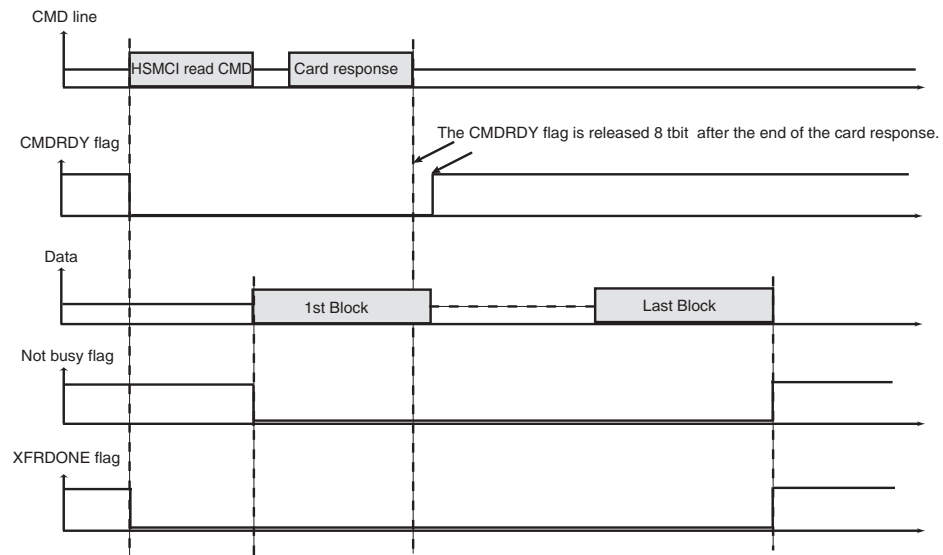 CMD line
HSMCI read CMD
Card response
CMDRDY flag
The CMDRDY flag is released 8 tbit after the end of the card response.
Data
1st Block
Last Block
Not busy flag
XFRDONE flag